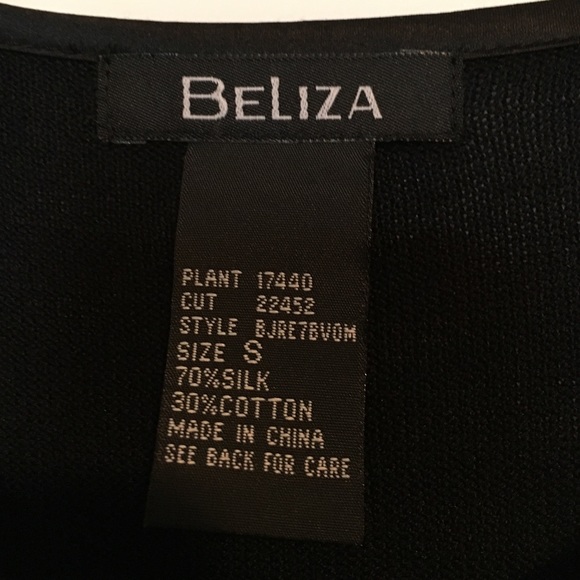 BELIZA
PLANT 17440
CUT 22452
STYLE BJRE7BVOM
SIZE S
70%SILK
30%COTTON
MADE IN CHINA
SEE BACK FOR CARE